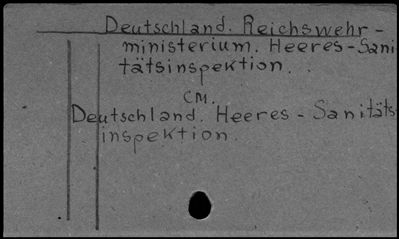 Deutschland. Reichswehr-
ministerium. Heeres-Sani
tätsinspektion.
см.
Deutschland. Heeres-Sanitäts
inspektion.